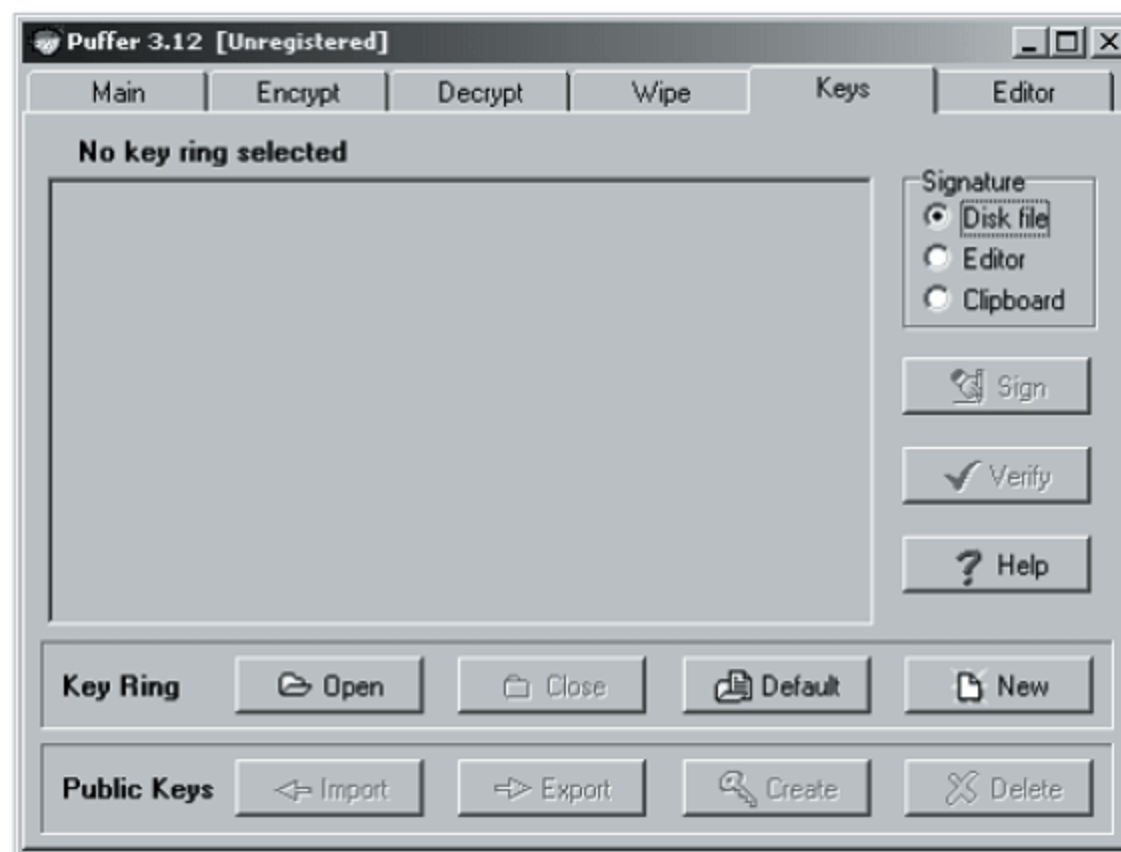 Puffer 3.12 [Unregistered]
Main Encrypt Decrypt Wipe Keys Editor
No key ring selected
Signature
Disk file
Editor
Clipboard
Sign
Verify
Help
Key Ring Open Close Default New
Public Keys Import Export Create Delete